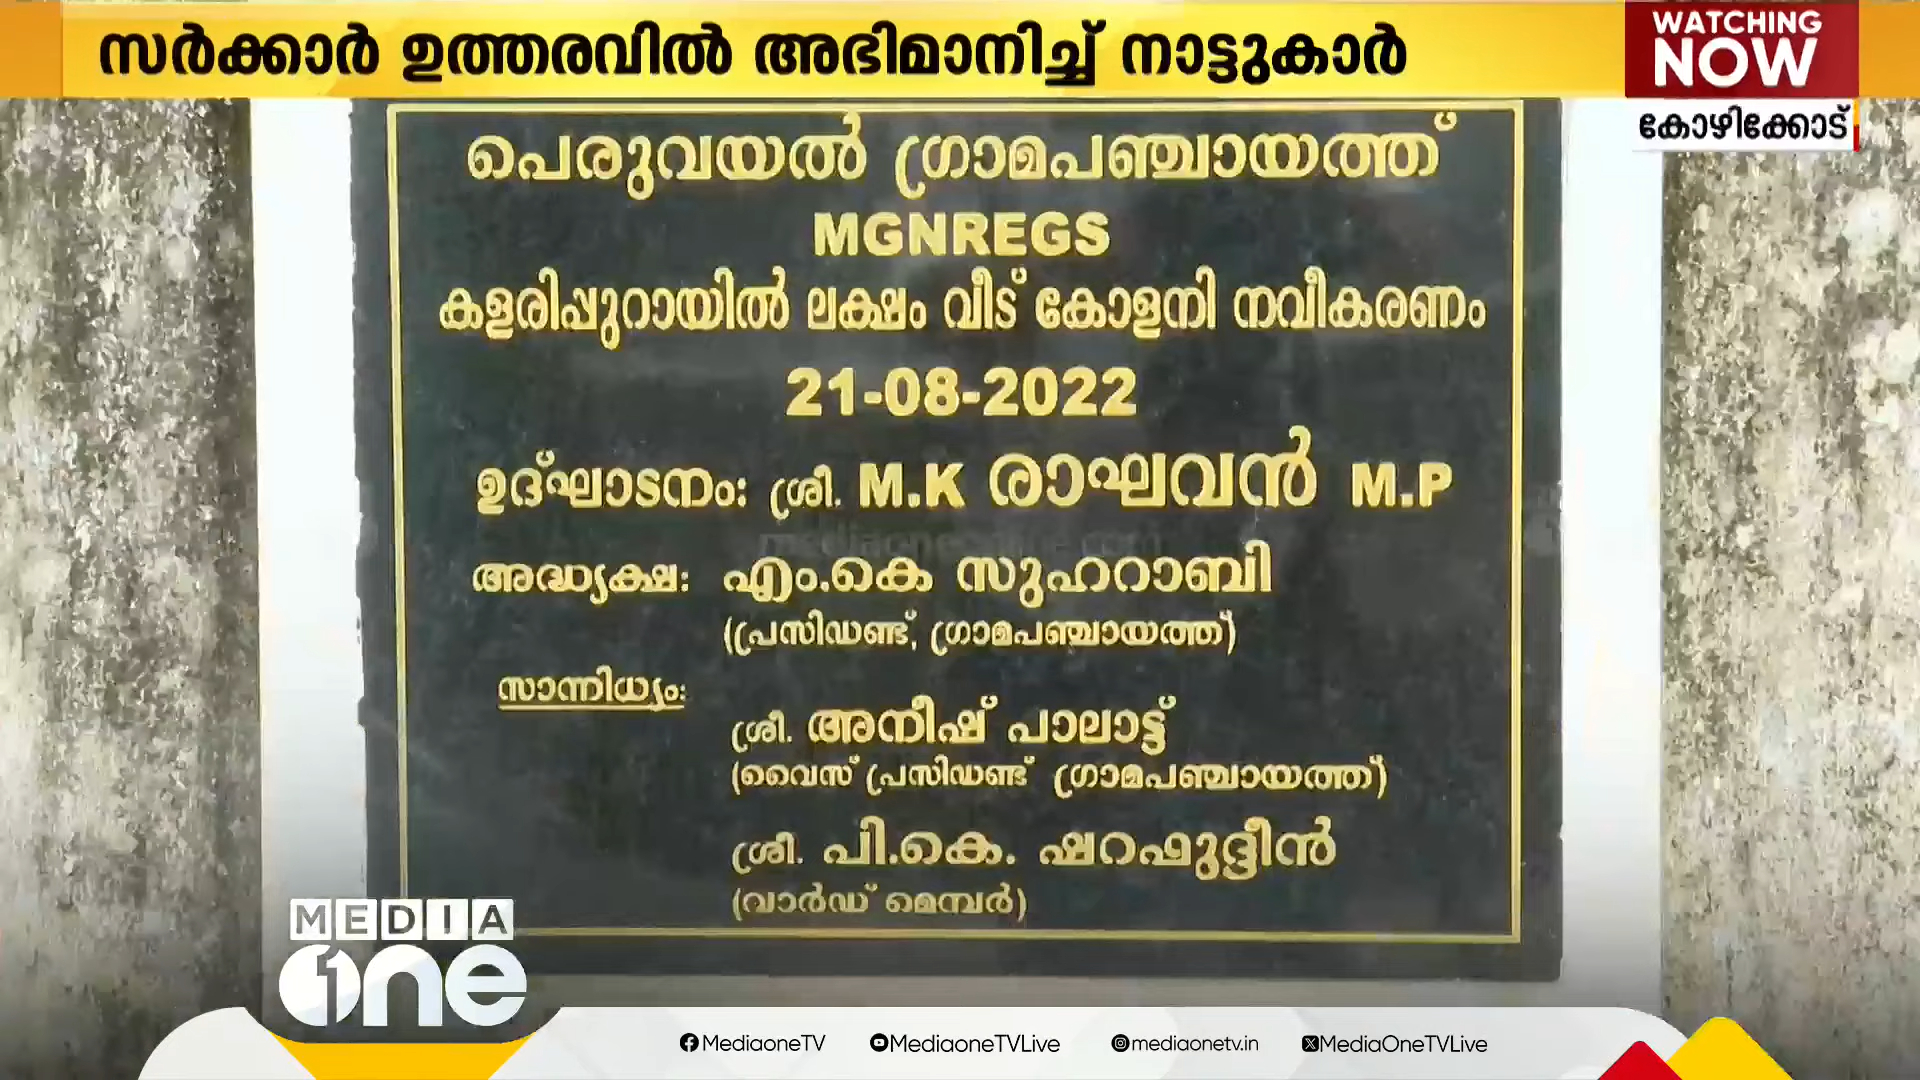 സർക്കാർ ഉത്തരവിൽ അഭിമാനിച്ച് നാട്ടുകാർ
WATCHING
NOW
കോഴിക്കോട്
പെരുവയൽ ഗ്രാമപഞ്ചായത്ത്
MGNREGS
കളരിപ്പുറായിൽ ലക്ഷം വീട് കോളനി നവീകരണം
21-08-2022
ഉദ്ഘാടനം: ശ്രീ. M.K രാഘവൻ M.P
mediaoneonline.com
അദ്ധ്യക്ഷ: എം.കെ സുഹറാബി
(പ്രസിഡണ്ട്, ഗ്രാമപഞ്ചായത്ത്)
സാന്നിധ്യം:
ശ്രീ. അനീഷ് പാലാട്ട്
(വൈസ് പ്രസിഡണ്ട് ഗ്രാമപഞ്ചായത്ത്)
ശ്രീ. പി.കെ. ഷറഫുദ്ദീൻ
(വാർഡ് മെമ്പർ)
MEDIA
one
MediaoneTV MediaoneTVLive mediaonetv.in MediaOneTVLive